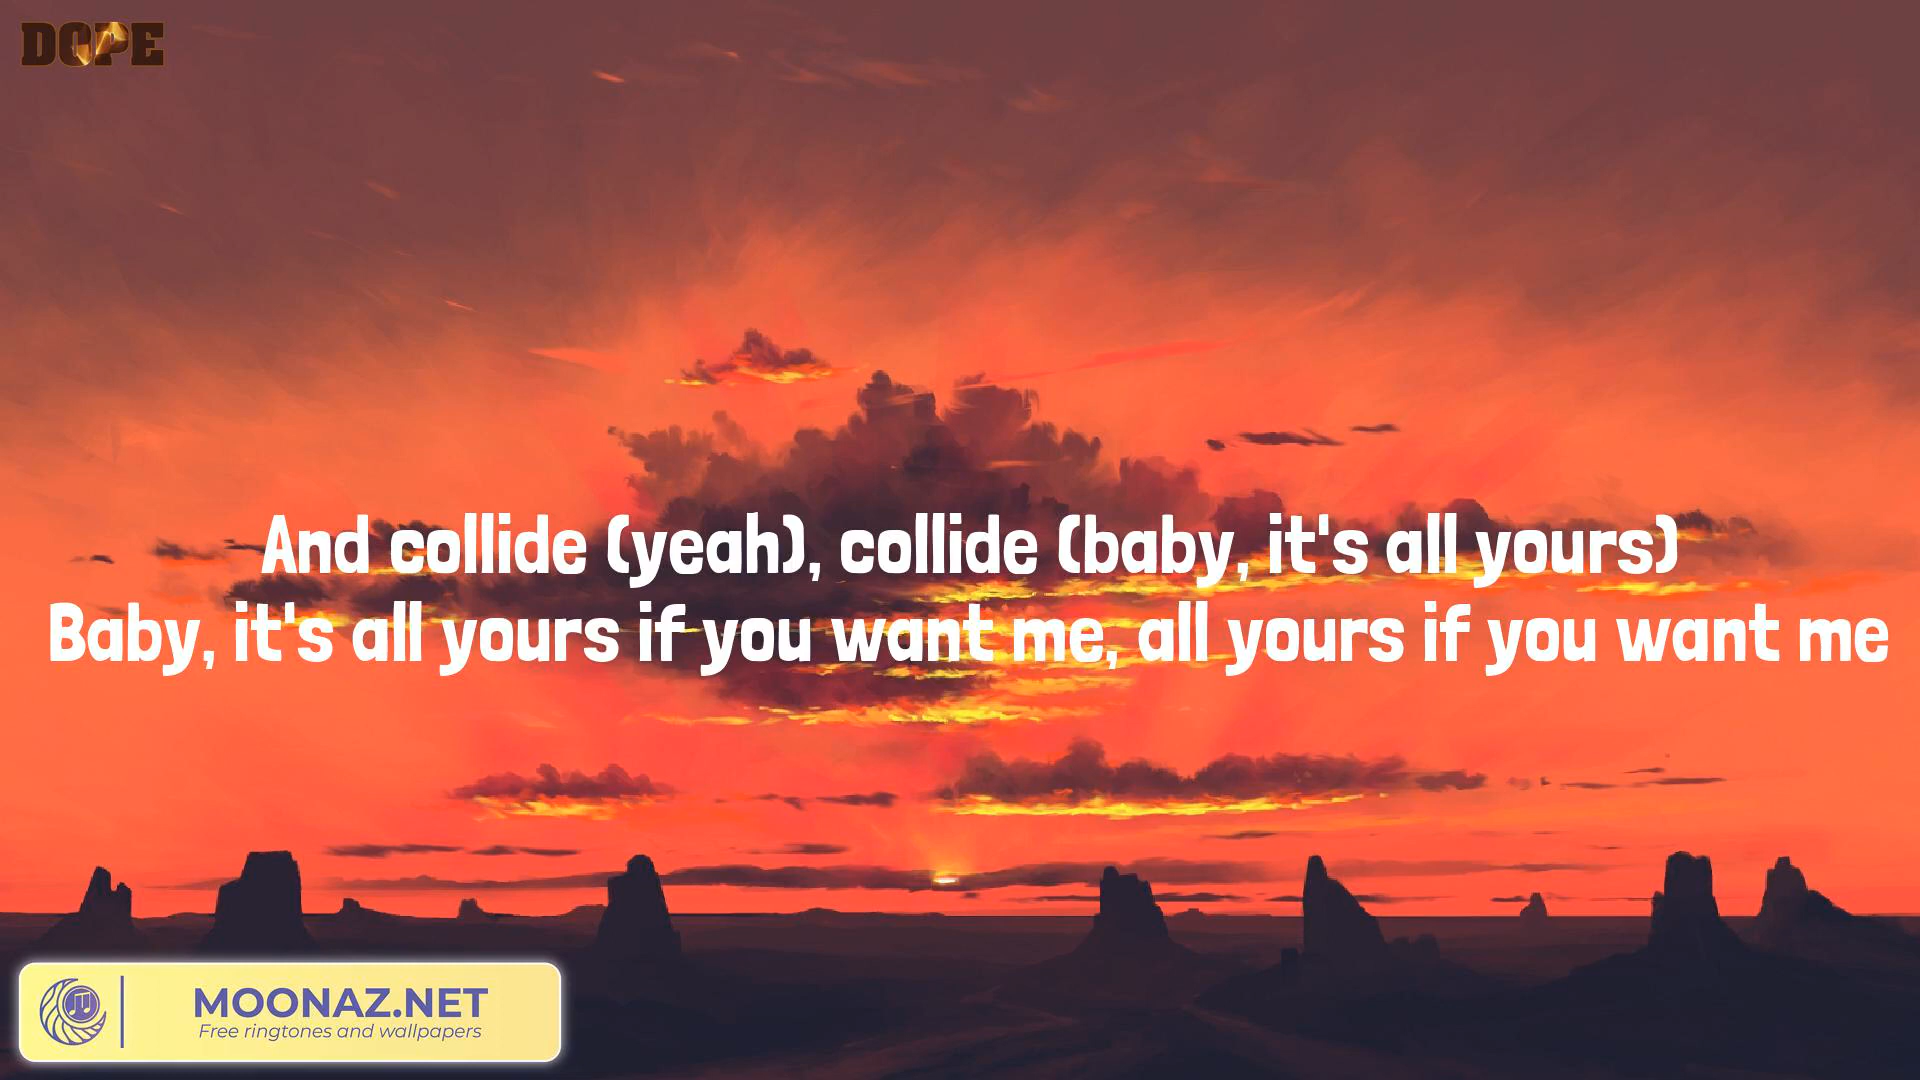 DOPE
And collide (yeah), collide (baby, it's all yours)
Baby, it's all yours if you want me, all yours if you want me
MOONAZ.NET
Free ringtones and wallpapers